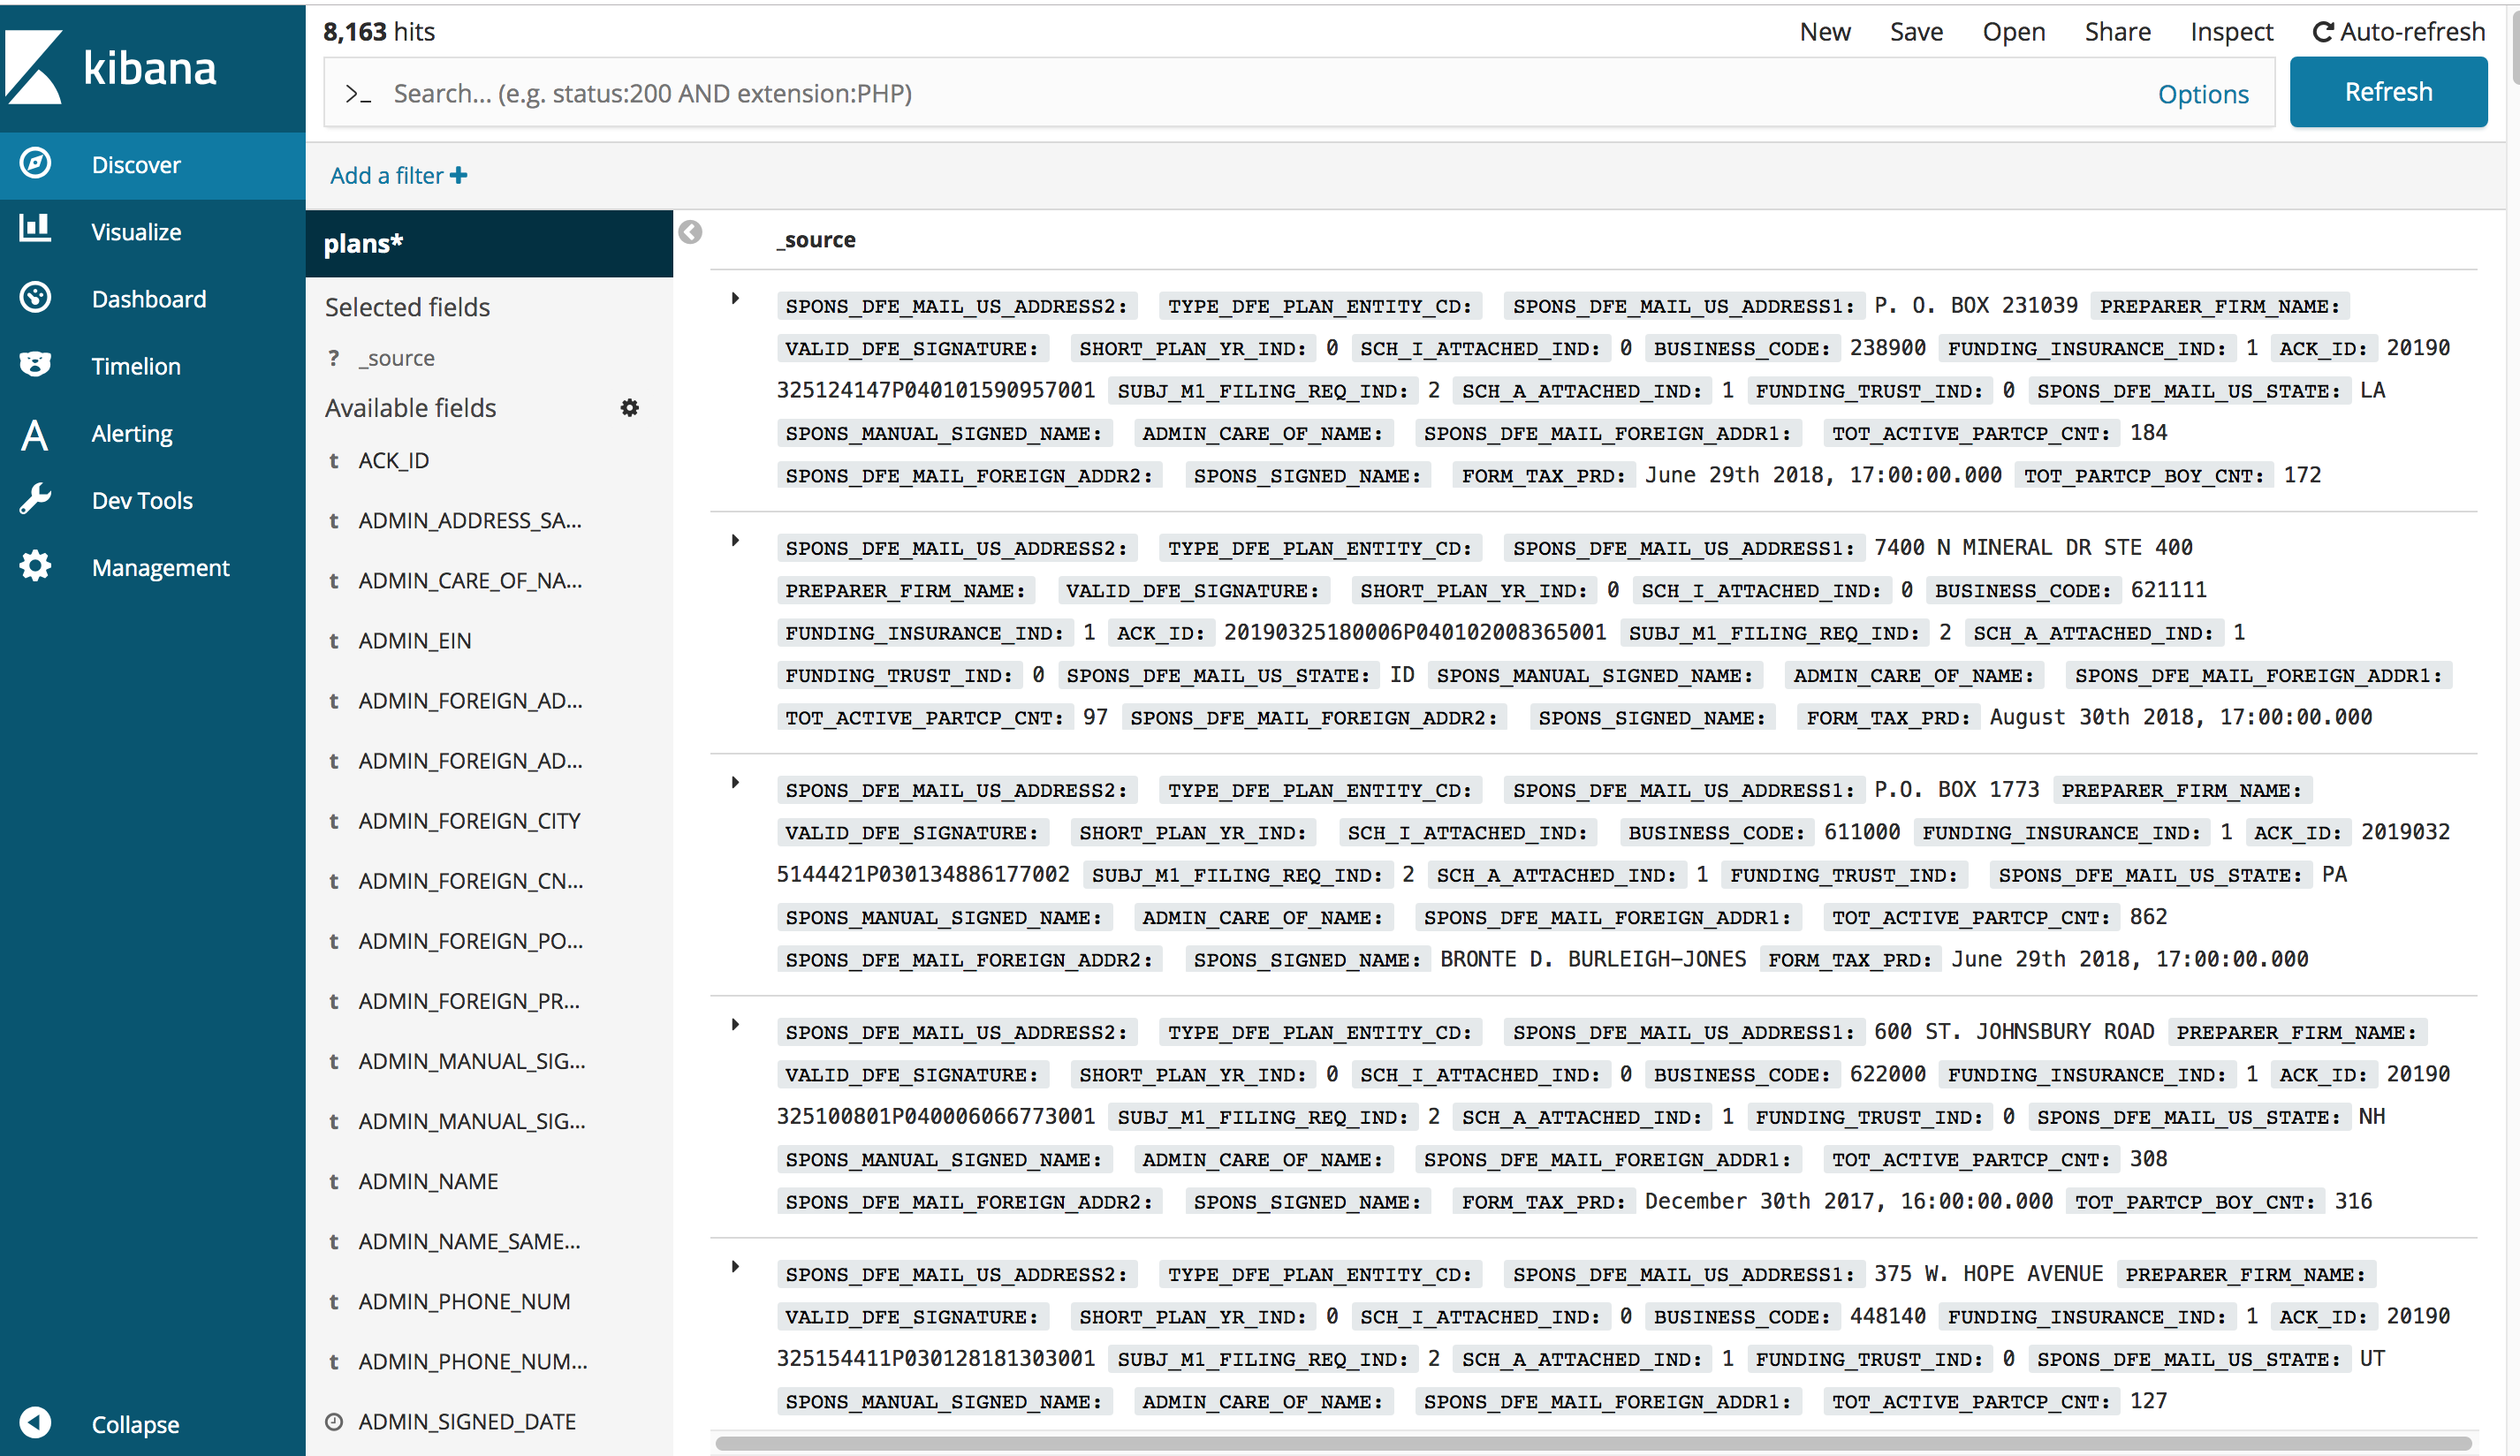 8,163 hits
New Save Open Share Inspect Auto-refresh
kibana
>_ Search... (e.g. status:200 AND extension:PHP) Options Refresh
Discover
Visualize
Dashboard
Timelion
Alerting
Dev Tools
Management
Collapse
Add a filter +
plans*
Selected fields
? _source
Available fields
t ACK_ID
t ADMIN_ADDRESS_SA...
t ADMIN_CARE_OF_NA...
t ADMIN_EIN
t ADMIN_FOREIGN_AD...
t ADMIN_FOREIGN_AD...
t ADMIN_FOREIGN_CITY
t ADMIN_FOREIGN_CN...
t ADMIN_FOREIGN_PO...
t ADMIN_FOREIGN_PR...
t ADMIN_MANUAL_SIG...
t ADMIN_MANUAL_SIG...
t ADMIN_NAME
t ADMIN_NAME_SAME...
t ADMIN_PHONE_NUM
t ADMIN_PHONE_NUM...
ADMIN_SIGNED_DATE
_source
SPONS_DFE_MAIL_US_ADDRESS2: TYPE_DFE_PLAN_ENTITY_CD: SPONS_DFE_MAIL_US_ADDRESS1: P. O. BOX 231039 PREPARER_FIRM_NAME:
VALID_DFE_SIGNATURE: SHORT_PLAN_YR_IND: 0 SCH_I_ATTACHED_IND: 0 BUSINESS_CODE: 238900 FUNDING_INSURANCE_IND: 1 ACK_ID: 20190
325124147P040101590957001 SUBJ_M1_FILING_REQ_IND: 2 SCH_A_ATTACHED_IND: 1 FUNDING_TRUST_IND: 0 SPONS_DFE_MAIL_US_STATE: LA
SPONS_MANUAL_SIGNED_NAME: ADMIN_CARE_OF_NAME: SPONS_DFE_MAIL_FOREIGN_ADDR1: TOT_ACTIVE_PARTCP_CNT: 184
SPONS_DFE_MAIL_FOREIGN_ADDR2: SPONS_SIGNED_NAME: FORM_TAX_PRD: June 29th 2018, 17:00:00.000 TOT_PARTCP_BOY_CNT: 172
SPONS_DFE_MAIL_US_ADDRESS2: TYPE_DFE_PLAN_ENTITY_CD: SPONS_DFE_MAIL_US_ADDRESS1: 7400 N MINERAL DR STE 400
PREPARER_FIRM_NAME: VALID_DFE_SIGNATURE: SHORT_PLAN_YR_IND: 0 SCH_I_ATTACHED_IND: 0 BUSINESS_CODE: 621111
FUNDING_INSURANCE_IND: 1 ACK_ID: 20190325180006P040102008365001 SUBJ_M1_FILING_REQ_IND: 2 SCH_A_ATTACHED_IND: 1
FUNDING_TRUST_IND: 0 SPONS_DFE_MAIL_US_STATE: ID SPONS_MANUAL_SIGNED_NAME: ADMIN_CARE_OF_NAME: SPONS_DFE_MAIL_FOREIGN_ADDR1:
TOT_ACTIVE_PARTCP_CNT: 97 SPONS_DFE_MAIL_FOREIGN_ADDR2: SPONS_SIGNED_NAME: FORM_TAX_PRD: August 30th 2018, 17:00:00.000
SPONS_DFE_MAIL_US_ADDRESS2: TYPE_DFE_PLAN_ENTITY_CD: SPONS_DFE_MAIL_US_ADDRESS1: P.O. BOX 1773 PREPARER_FIRM_NAME:
VALID_DFE_SIGNATURE: SHORT_PLAN_YR_IND: SCH_I_ATTACHED_IND: BUSINESS_CODE: 611000 FUNDING_INSURANCE_IND: 1 ACK_ID: 2019032
5144421P030134886177002 SUBJ_M1_FILING_REQ_IND: 2 SCH_A_ATTACHED_IND: 1 FUNDING_TRUST_IND: SPONS_DFE_MAIL_US_STATE: PA
SPONS_MANUAL_SIGNED_NAME: ADMIN_CARE_OF_NAME: SPONS_DFE_MAIL_FOREIGN_ADDR1: TOT_ACTIVE_PARTCP_CNT: 862
SPONS_DFE_MAIL_FOREIGN_ADDR2: SPONS_SIGNED_NAME: BRONTE D. BURLEIGH-JONES FORM_TAX_PRD: June 29th 2018, 17:00:00.000
SPONS_DFE_MAIL_US_ADDRESS2: TYPE_DFE_PLAN_ENTITY_CD: SPONS_DFE_MAIL_US_ADDRESS1: 600 ST. JOHNSBURY ROAD PREPARER_FIRM_NAME:
VALID_DFE_SIGNATURE: SHORT_PLAN_YR_IND: 0 SCH_I_ATTACHED_IND: 0 BUSINESS_CODE: 622000 FUNDING_INSURANCE_IND: 1 ACK_ID: 20190
325100801P040006066773001 SUBJ_M1_FILING_REQ_IND: 2 SCH_A_ATTACHED_IND: 1 FUNDING_TRUST_IND: 0 SPONS_DFE_MAIL_US_STATE: NH
SPONS_MANUAL_SIGNED_NAME: ADMIN_CARE_OF_NAME: SPONS_DFE_MAIL_FOREIGN_ADDR1: TOT_ACTIVE_PARTCP_CNT: 308
SPONS_DFE_MAIL_FOREIGN_ADDR2: SPONS_SIGNED_NAME: FORM_TAX_PRD: December 30th 2017, 16:00:00.000 TOT_PARTCP_BOY_CNT: 316
SPONS_DFE_MAIL_US_ADDRESS2: TYPE_DFE_PLAN_ENTITY_CD: SPONS_DFE_MAIL_US_ADDRESS1: 375 W. HOPE AVENUE PREPARER_FIRM_NAME:
VALID_DFE_SIGNATURE: SHORT_PLAN_YR_IND: 0 SCH_I_ATTACHED_IND: 0 BUSINESS_CODE: 448140 FUNDING_INSURANCE_IND: 1 ACK_ID: 20190
325154411P030128181303001 SUBJ_M1_FILING_REQ_IND: 2 SCH_A_ATTACHED_IND: 1 FUNDING_TRUST_IND: 0 SPONS_DFE_MAIL_US_STATE: UT
SPONS_MANUAL_SIGNED_NAME: ADMIN_CARE_OF_NAME: SPONS_DFE_MAIL_FOREIGN_ADDR1: TOT_ACTIVE_PARTCP_CNT: 127